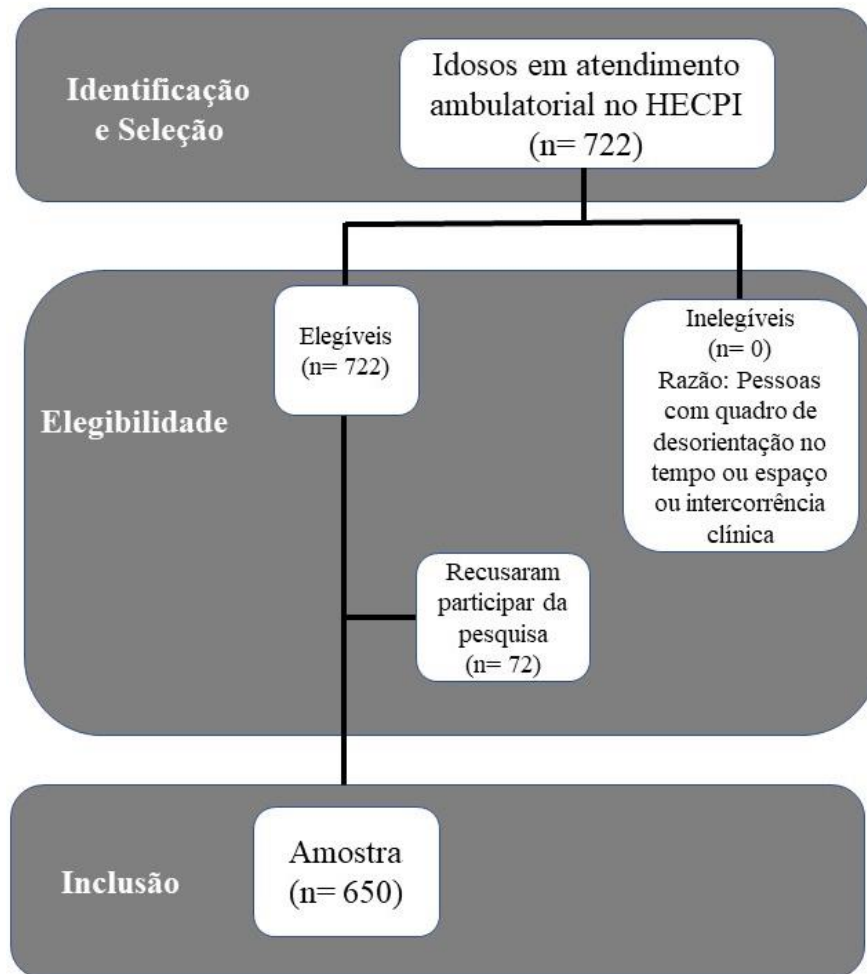 Identificação
e Seleção
Idosos em atendimento
ambulatorial no HECPI
(n= 722)
Elegibilidade
Elegíveis
(n= 722)
Inelegíveis
(n= 0)
Razão: Pessoas
com quadro de
desorientação no
tempo ou espaço
ou intercorrência
clínica
Recusaram
participar da
pesquisa
(n= 72)
Inclusão
Amostra
(n= 650)